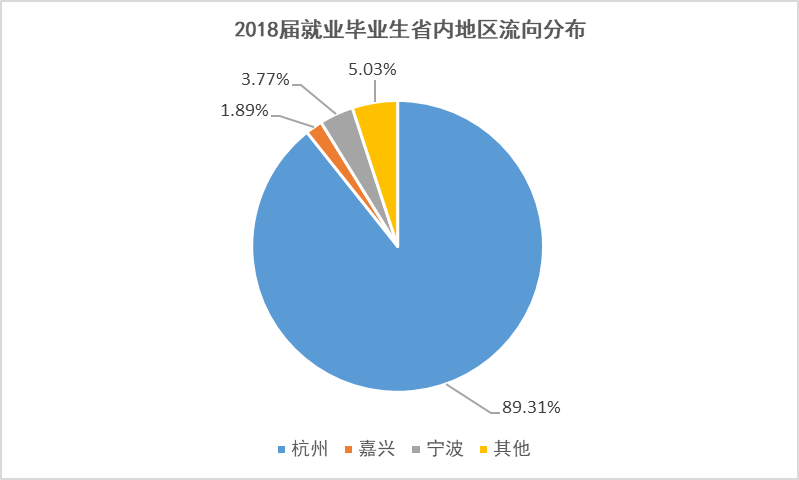 2018届就业毕业生省内地区流向分布
5.03%
3.77%
1.89%
89.31%
杭州 嘉兴 宁波 其他